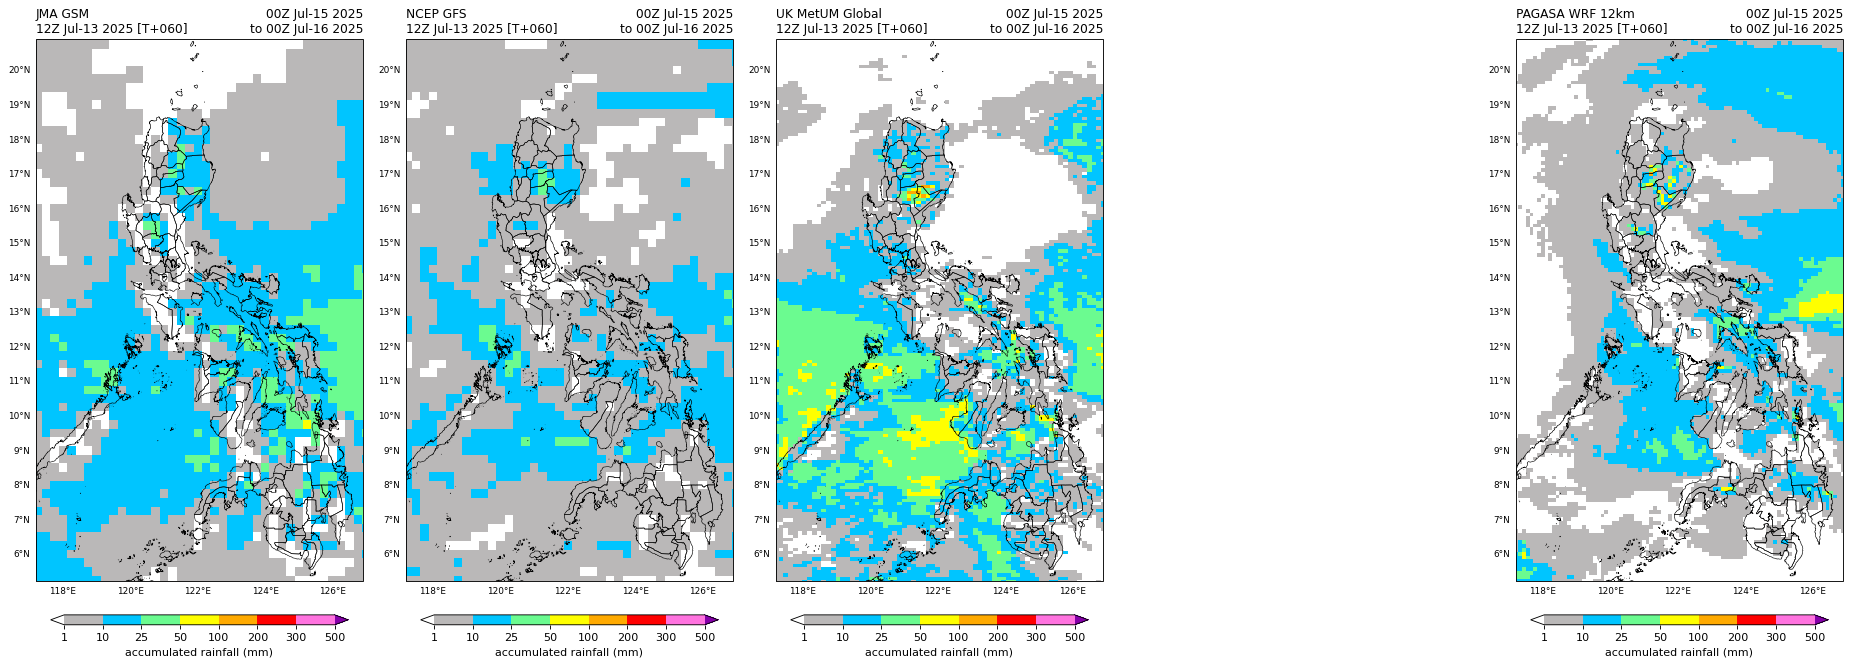 JMA GSM 00Z Jul-15 2025
12Z Jul-13 2025 [T+060] to 00Z Jul-16 2025
20°N
19°N
18°N
17°N
16°N
15°N
14°N
13°N
12°N
11°N
10°N
9°N
8°N
7°N
6°N
118°E 120°E 122°E 124°E 126°E
1 10 25 50 100 200 300 500
accumulated rainfall (mm)
NCEP GFS 00Z Jul-15 2025
12Z Jul-13 2025 [T+060] to 00Z Jul-16 2025
20°N
19°N
18°N
17°N
16°N
15°N
14°N
13°N
12°N
11°N
10°N
9°N
8°N
7°N
6°N
118°E 120°E 122°E 124°E 126°E
1 10 25 50 100 200 300 500
accumulated rainfall (mm)
UK MetUM Global 00Z Jul-15 2025
12Z Jul-13 2025 [T+060] to 00Z Jul-16 2025
20°N
19°N
18°N
17°N
16°N
15°N
14°N
13°N
12°N
11°N
10°N
9°N
8°N
7°N
6°N
118°E 120°E 122°E 124°E 126°E
1 10 25 50 100 200 300 500
accumulated rainfall (mm)
PAGASA WRF 12km 00Z Jul-15 2025
12Z Jul-13 2025 [T+060] to 00Z Jul-16 2025
20°N
19°N
18°N
17°N
16°N
15°N
14°N
13°N
12°N
11°N
10°N
9°N
8°N
7°N
6°N
118°E 120°E 122°E 124°E 126°E
1 10 25 50 100 200 300 500
accumulated rainfall (mm)